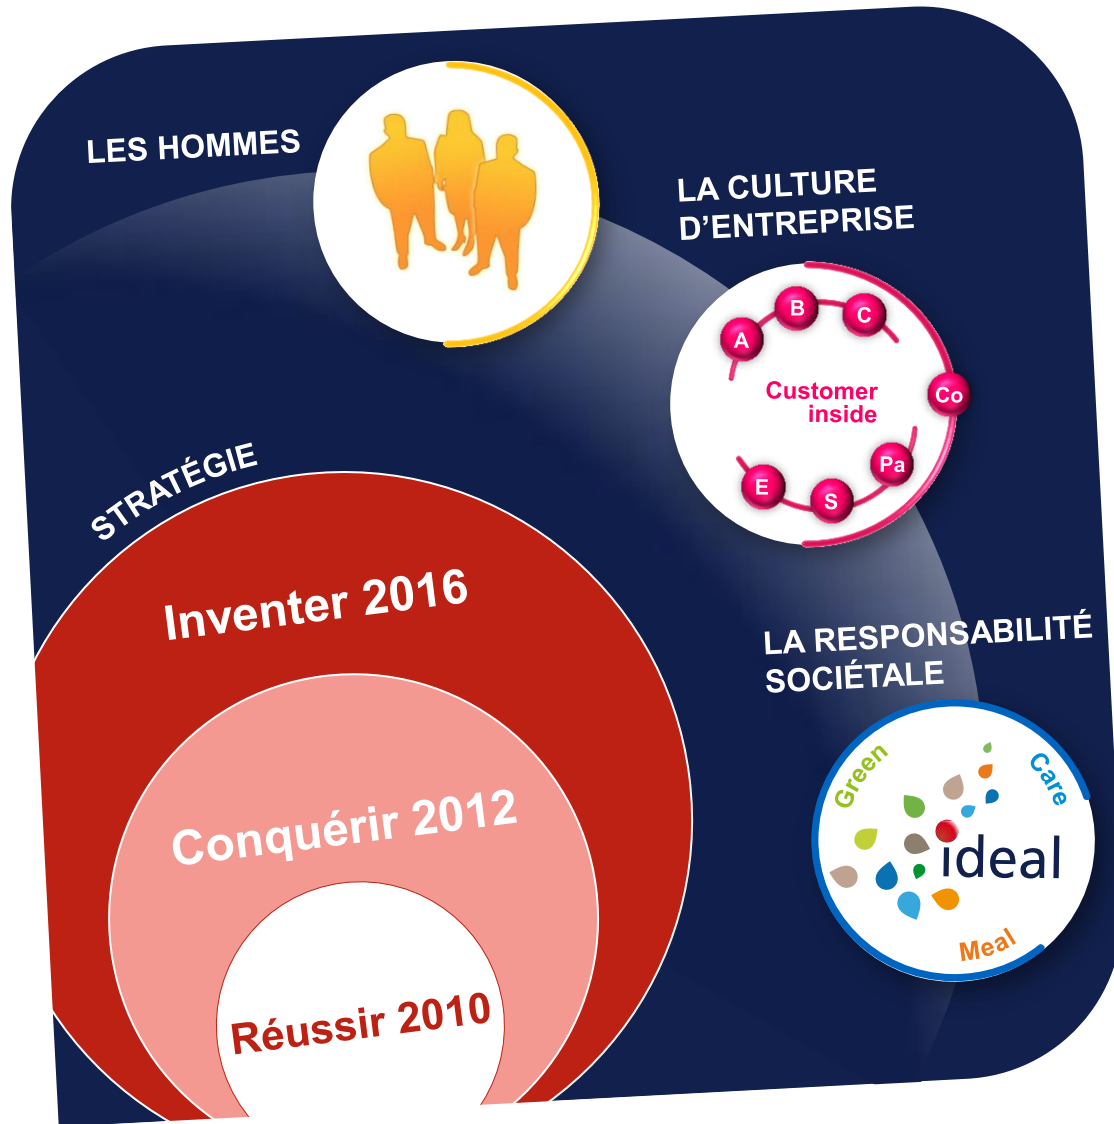 LES HOMMES
LA CULTURE
D’ENTREPRISE
A
B
C
Co
Customer
inside
Pa
S
E
STRATÉGIE
Inventer 2016
Conquérir 2012
Réussir 2010
LA RESPONSABILITÉ
SOCIÉTALE
Green
Care
ideal
Meal